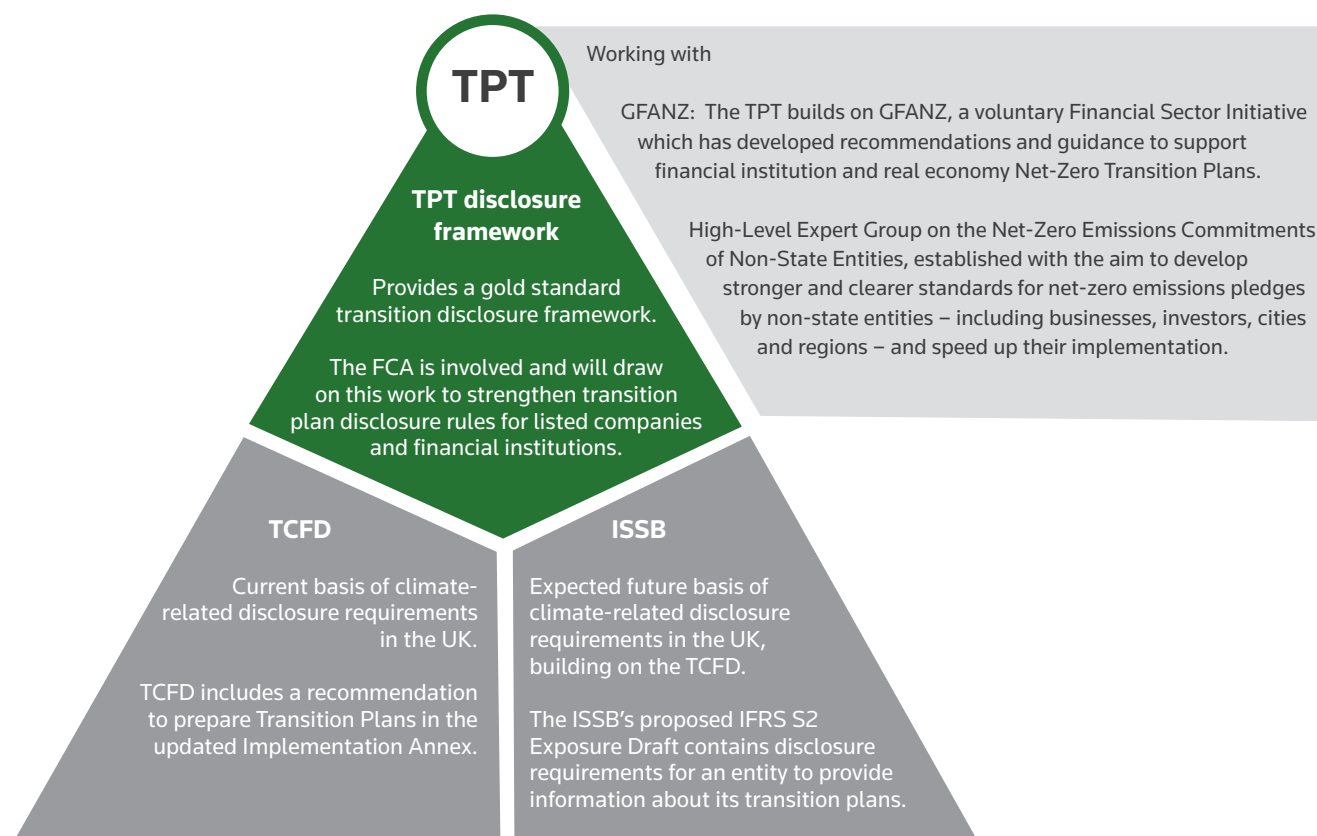 TPT
Working with
GFANZ: The TPT builds on GFANZ, a voluntary Financial Sector Initiative
which has developed recommendations and guidance to support
financial institution and real economy Net-Zero Transition Plans.
High-Level Expert Group on the Net-Zero Emissions Commitments
of Non-State Entities, established with the aim to develop
stronger and clearer standards for net-zero emissions pledges
by non-state entities – including businesses, investors, cities
and regions – and speed up their implementation.
TPT disclosure
framework
Provides a gold standard
transition disclosure framework.
The FCA is involved and will draw
on this work to strengthen transition
plan disclosure rules for listed companies
and financial institutions.
TCFD
Current basis of climate-
related disclosure requirements
in the UK.
TCFD includes a recommendation
to prepare Transition Plans in the
updated Implementation Annex.
ISSB
Expected future basis of
climate-related disclosure
requirements in the UK,
building on the TCFD.
The ISSB's proposed IFRS S2
Exposure Draft contains disclosure
requirements for an entity to provide
information about its transition plans.